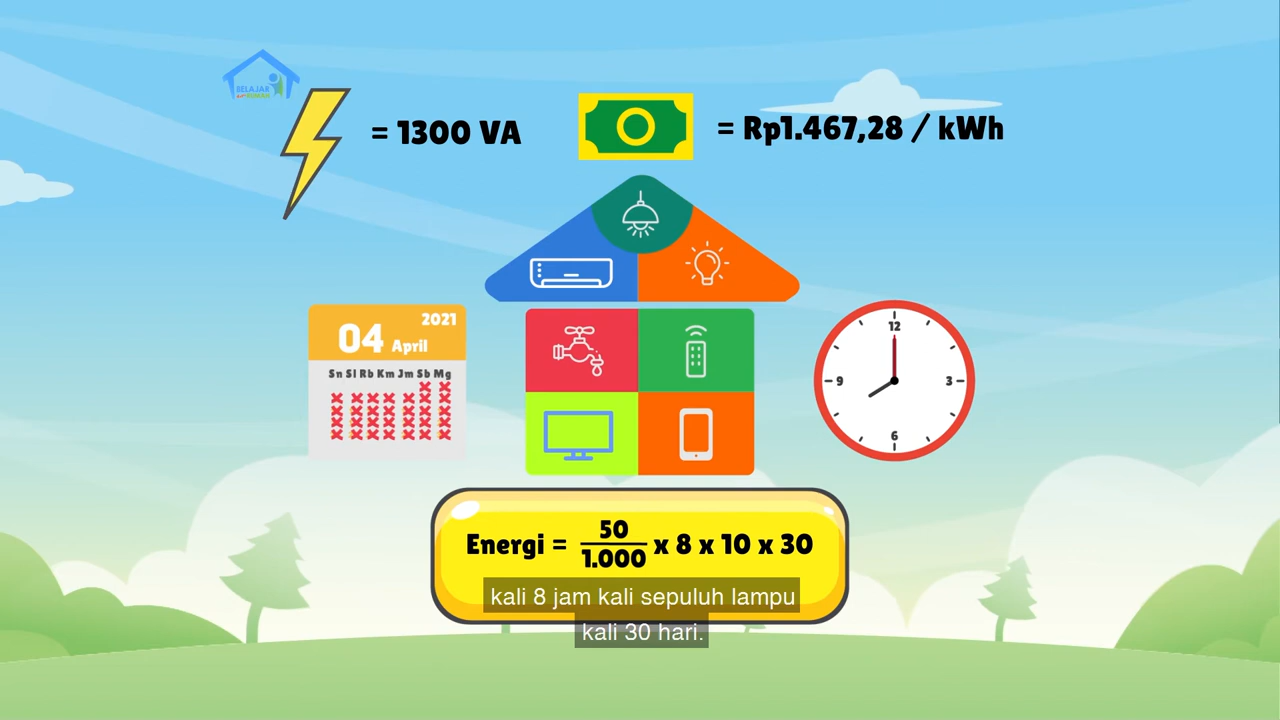 BELAJAR
= 1300 VA
= Rp1.467,28 / kWh
2021
04 April
Sn Sl Rb Km Jm Sb Mg
12
9
3
6
Energi = 50/1.000 x 8 x 10 x 30
kali 8 jam kali sepuluh lampu
kali 30 hari.